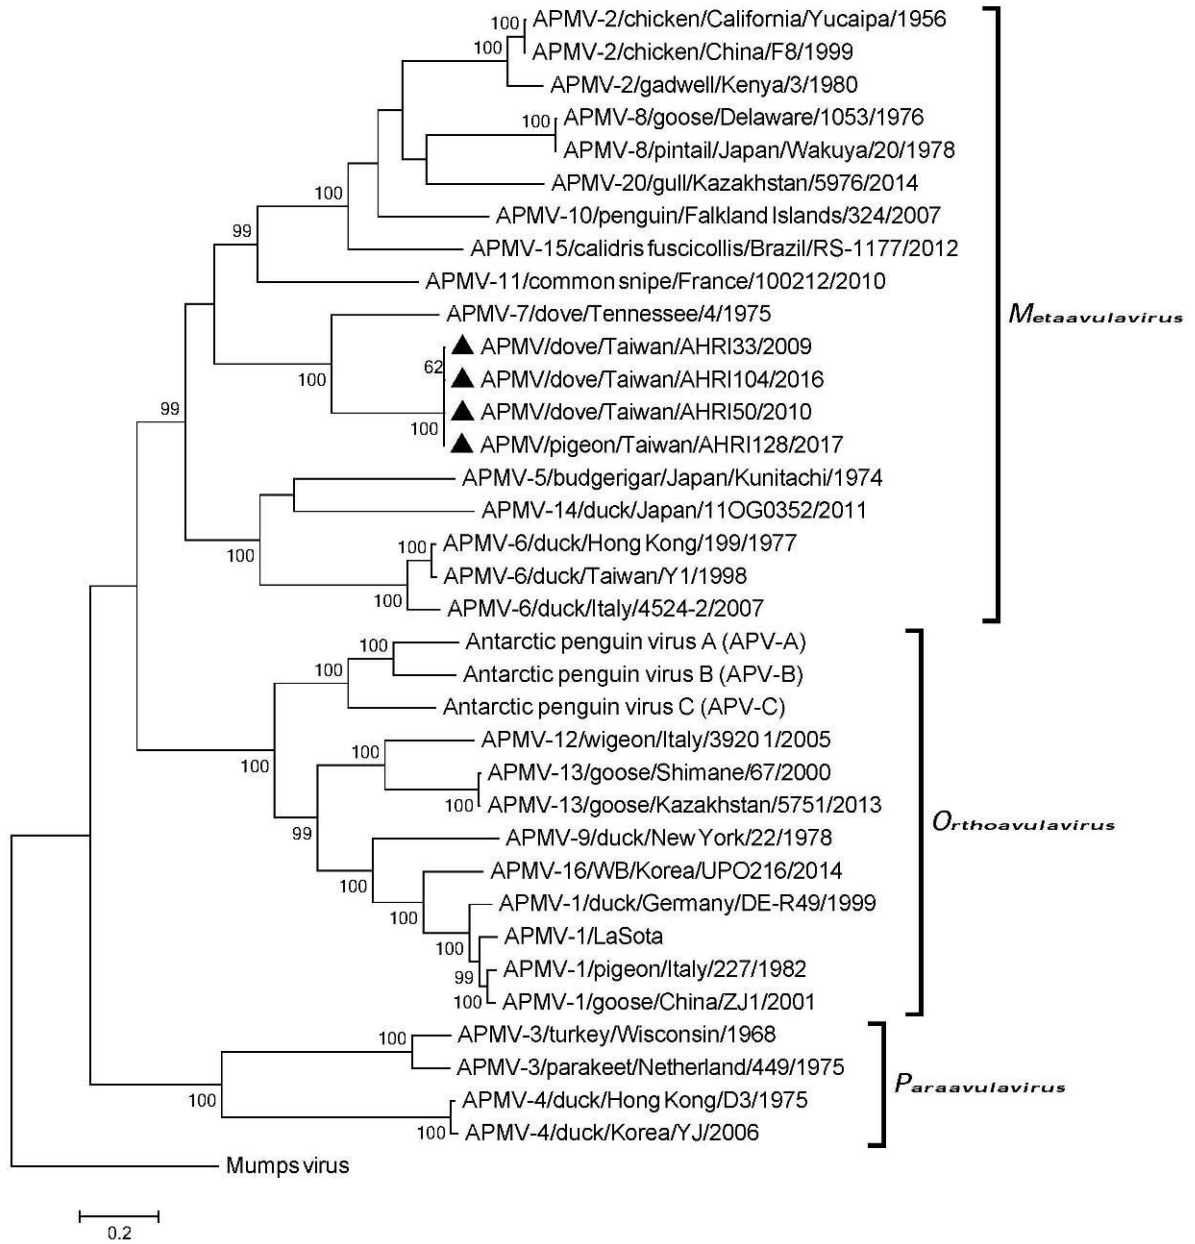 100 APMV-2/chicken/California/Yucaipa/1956
100 APMV-2/chicken/China/F8/1999
APMV-2/gadwell/Kenya/3/1980
100 APMV-8/goose/Delaware/1053/1976
APMV-8/pintail/Japan/Wakuya/20/1978
100 APMV-20/gull/Kazakhstan/5976/2014
99 APMV-10/penguin/Falkland Islands/324/2007
APMV-15/calidris fuscicollis/Brazil/RS-1177/2012
APMV-11/common snipe/France/100212/2010
APMV-7/dove/Tennessee/4/1975
Metaavulavirus
▲ APMV/dove/Taiwan/AHRI33/2009
62
100 ▲ APMV/dove/Taiwan/AHRI104/2016
99 ▲ APMV/dove/Taiwan/AHRI50/2010
100 ▲ APMV/pigeon/Taiwan/AHRI128/2017
APMV-5/budgerigar/Japan/Kunitachi/1974
APMV-14/duck/Japan/11OG0352/2011
100 100 APMV-6/duck/Hong Kong/199/1977
APMV-6/duck/Taiwan/Y1/1998
100 APMV-6/duck/Italy/4524-2/2007
100 Antarctic penguin virus A (APV-A)
100 Antarctic penguin virus B (APV-B)
Antarctic penguin virus C (APV-C)
100 APMV-12/wigeon/Italy/3920 1/2005
100 APMV-13/goose/Shimane/67/2000
100 APMV-13/goose/Kazakhstan/5751/2013
Orthoavulavirus
99 APMV-9/duck/New York/22/1978
100 APMV-16/WB/Korea/UPO216/2014
100 APMV-1/duck/Germany/DE-R49/1999
100 APMV-1/LaSota
99 APMV-1/pigeon/Italy/227/1982
100 APMV-1/goose/China/ZJ1/2001
100 APMV-3/turkey/Wisconsin/1968
APMV-3/parakeet/Netherland/449/1975
Paraavulavirus
100 APMV-4/duck/Hong Kong/D3/1975
100 APMV-4/duck/Korea/YJ/2006
Mumps virus
0.2